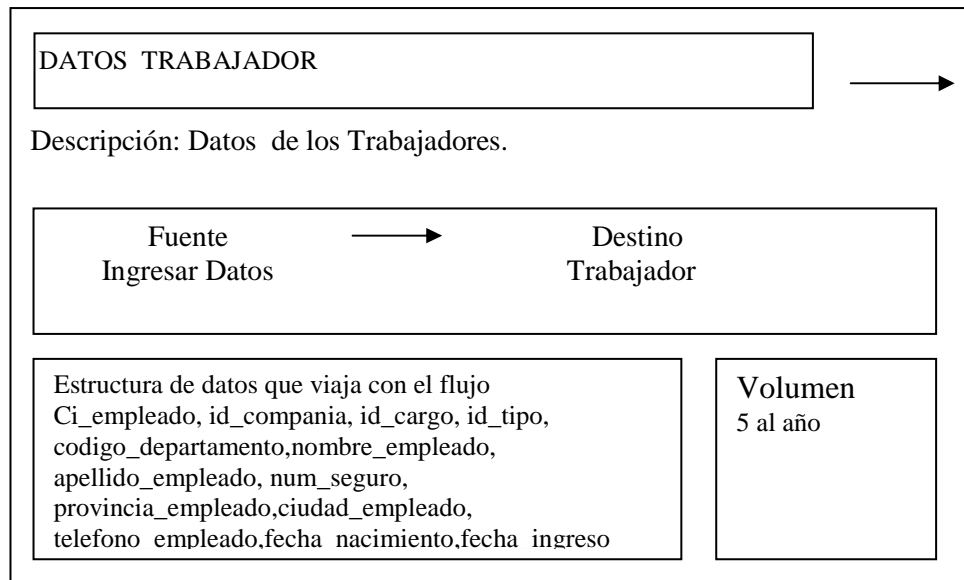 DATOS TRABAJADOR
Descripción: Datos de los Trabajadores.
Fuente Destino
Ingresar Datos Trabajador
Estructura de datos que viaja con el flujo
Ci_empleado, id_compania, id_cargo, id_tipo,
codigo_departamento,nombre_empleado,
apellido_empleado, num_seguro,
provincia_empleado,ciudad_empleado,
telefono_empleado,fecha_nacimiento,fecha_ingreso
Volumen
5 al año